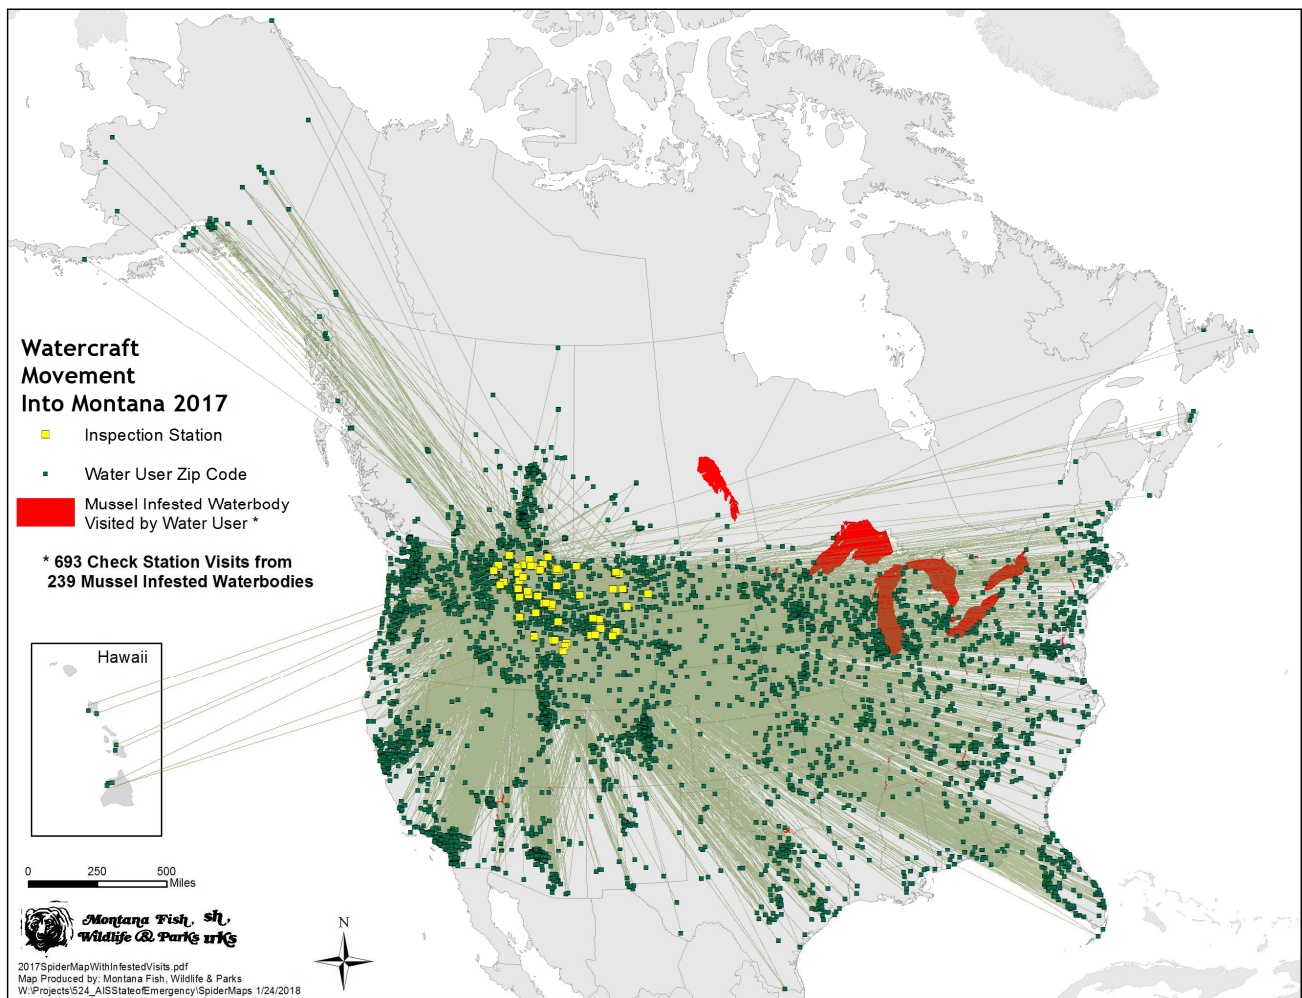 Watercraft
Movement
Into Montana 2017
Inspection Station
Water User Zip Code
Mussel Infested Waterbody
Visited by Water User *
* 693 Check Station Visits from
239 Mussel Infested Waterbodies
Hawaii
0 250 500
Miles
Montana Fish, sh,
Wildlife & Parks urks
N
2017SpiderMapWithInfestedVisits.pdf
Map Produced by: Montana Fish, Wildlife & Parks
W:\Projects\524_AISStateofEmergency\SpiderMaps 1/24/2018